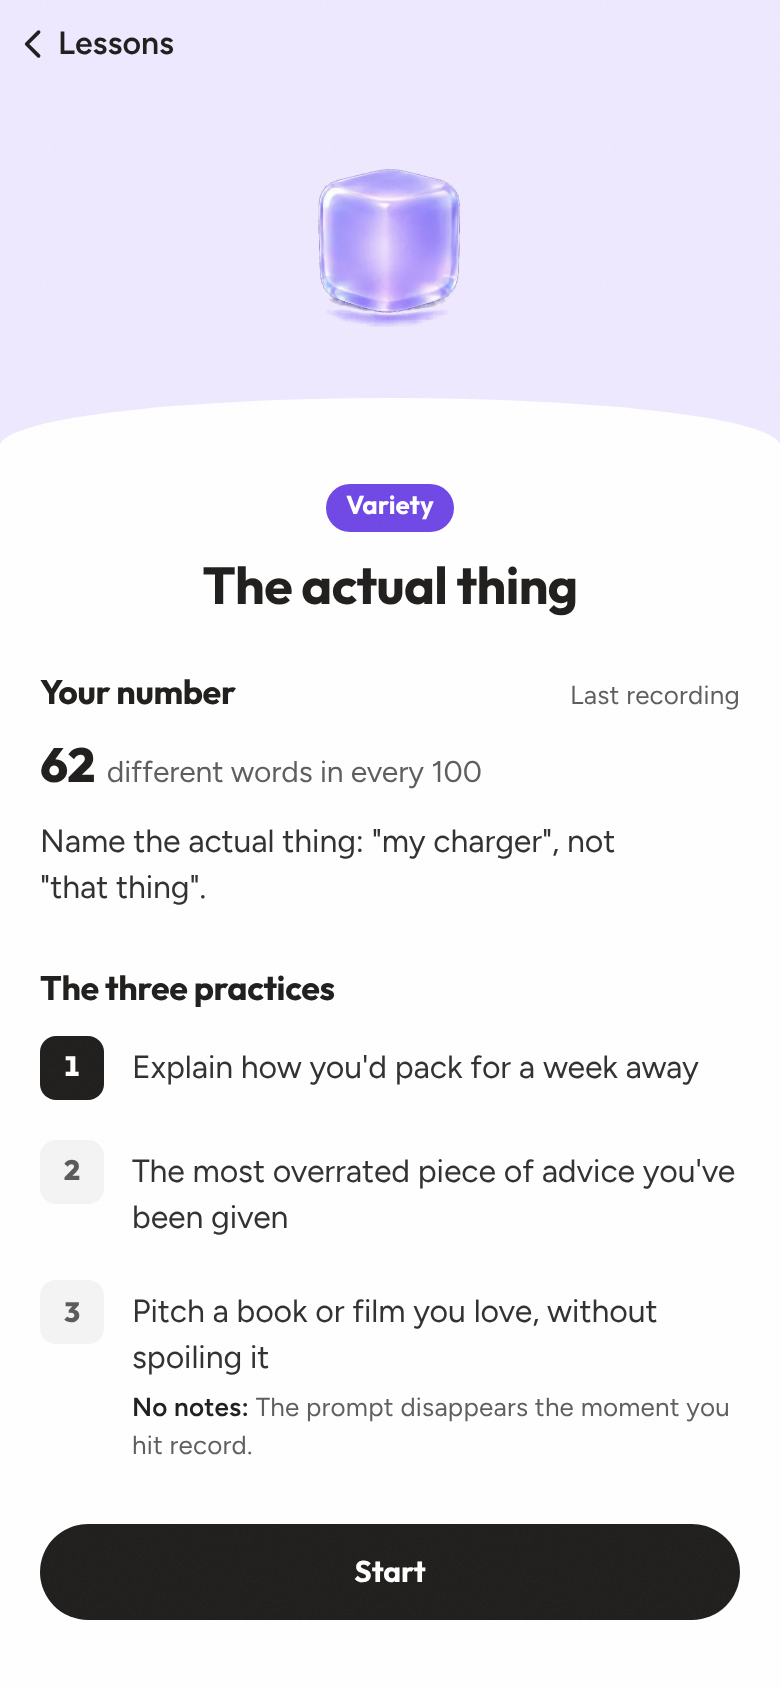 Lessons
Variety
The actual thing
Your number
Last recording
62 different words in every 100
Name the actual thing: "my charger", not
"that thing".
The three practices
1 Explain how you'd pack for a week away
2 The most overrated piece of advice you've
been given
3 Pitch a book or film you love, without
spoiling it
No notes: The prompt disappears the moment you
hit record.
Start